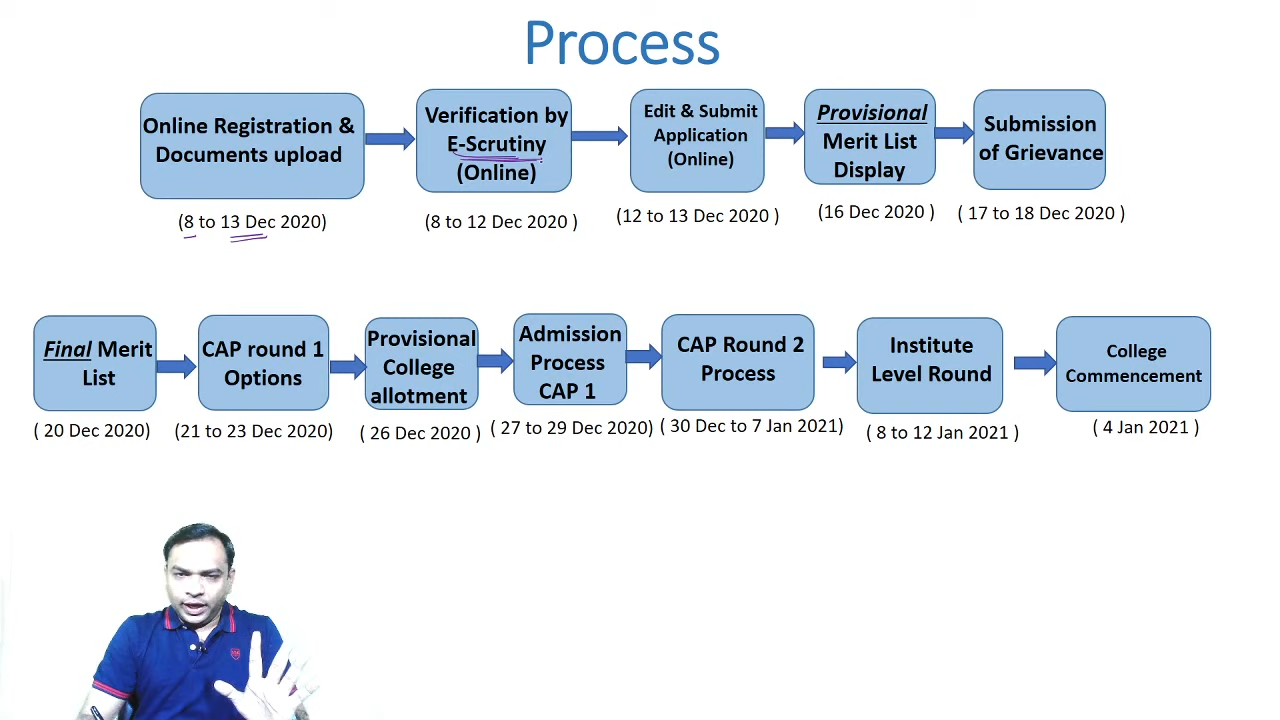 Process
Online Registration &
Documents upload
(8 to 13 Dec 2020)
Verification by
E-Scrutiny
(Online)
(8 to 12 Dec 2020 )
Edit & Submit
Application
(Online)
(12 to 13 Dec 2020 )
Provisional
Merit List
Display
(16 Dec 2020 )
Submission
of Grievance
( 17 to 18 Dec 2020 )
Final Merit
List
( 20 Dec 2020)
CAP round 1
Options
(21 to 23 Dec 2020)
Provisional
College
allotment
( 26 Dec 2020 )
Admission
Process
CAP 1
( 27 to 29 Dec 2020)
CAP Round 2
Process
( 30 Dec to 7 Jan 2021)
Institute
Level Round
( 8 to 12 Jan 2021 )
College
Commencement
( 4 Jan 2021 )